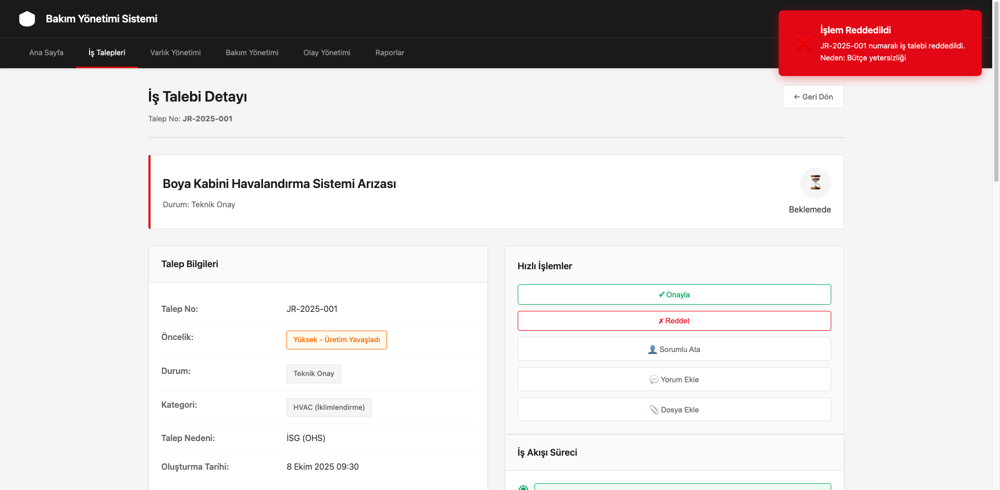 Bakım Yönetimi Sistemi
İşlem Reddedildi
JR-2025-001 numaralı iş talebi reddedildi.
Neden: Bütçe yetersizliği
Ana Sayfa
İş Talepleri
Varlık Yönetimi
Bakım Yönetimi
Olay Yönetimi
Raporlar
İş Talebi Detayı
Talep No: JR-2025-001
← Geri Dön
Boya Kabini Havalandırma Sistemi Arızası
Durum: Teknik Onay
Beklemede
Talep Bilgileri
Talep No: JR-2025-001
Öncelik: Yüksek - Üretim Yavaşladı
Durum: Teknik Onay
Kategori: HVAC (İklimlendirme)
Talep Nedeni: İSG (OHS)
Oluşturma Tarihi: 8 Ekim 2025 09:30
Hızlı İşlemler
✓ Onayla
✗ Reddet
Sorumlu Ata
Yorum Ekle
Dosya Ekle
İş Akışı Süreci